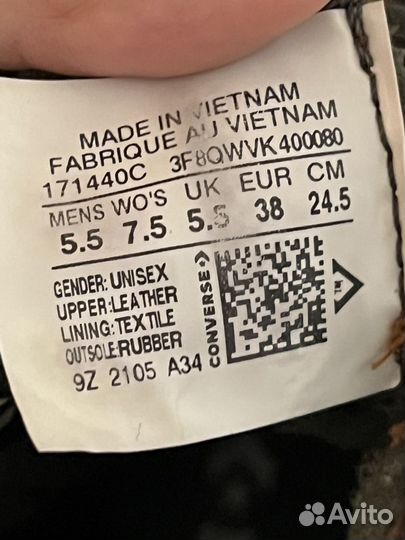 MADE IN VIETNAM
FABRIQUE AU VIETNAM
171440C 3F8QWVK400080
MENS WO'S UK EUR CM
5.5 7.5 5.5 38 24.5
GENDER: UNISEX
UPPER: LEATHER
LINING: TEXTILE
OUTSOLE: RUBBER
9Z 2105 A34
CONVERSE
Avito